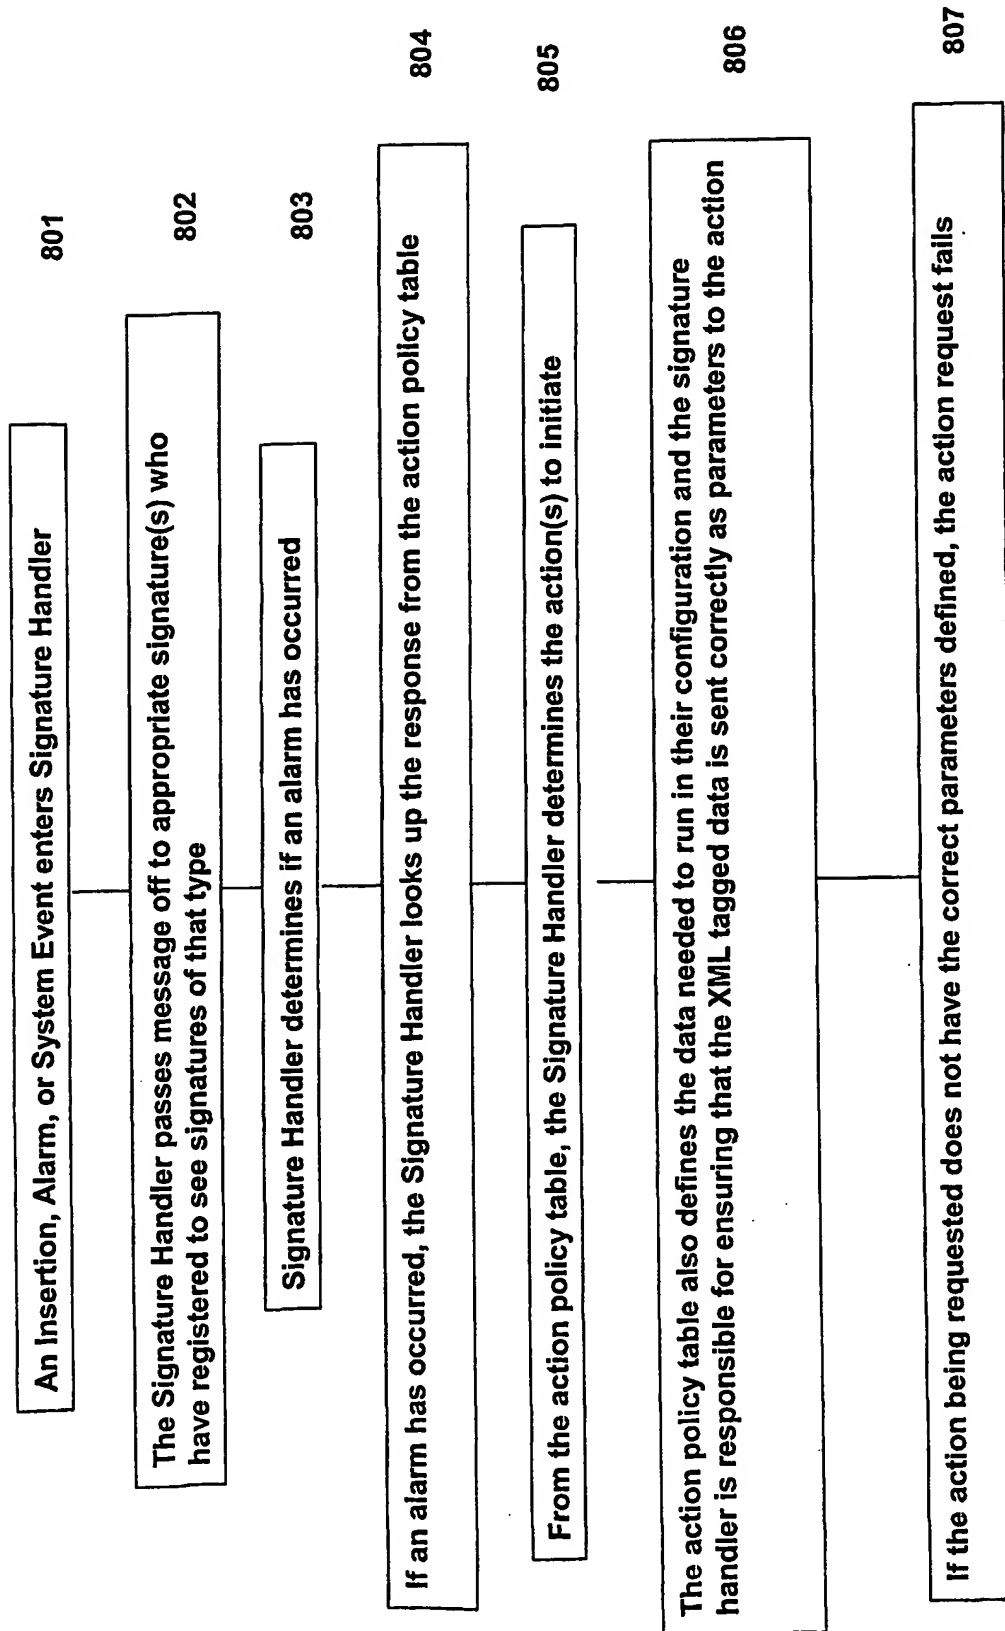 801
An Insertion, Alarm, or System Event enters Signature Handler
802
The Signature Handler passes message off to appropriate signature(s) who
have registered to see signatures of that type
803
Signature Handler determines if an alarm has occurred
804
If an alarm has occurred, the Signature Handler looks up the response from the action policy table
805
From the action policy table, the Signature Handler determines the action(s) to initiate
806
The action policy table also defines the data needed to run in their configuration and the signature
handler is responsible for ensuring that the XML tagged data is sent correctly as parameters to the action
807
If the action being requested does not have the correct parameters defined, the action request fails